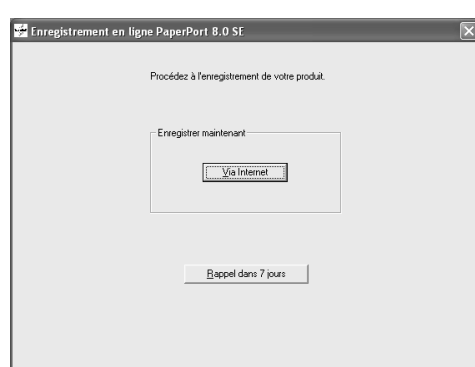 Enregistrement en ligne PaperPort 8.0 SE
Procédez à l'enregistrement de votre produit.
Enregistrer maintenant
Via Internet
Rappel dans 7 jours